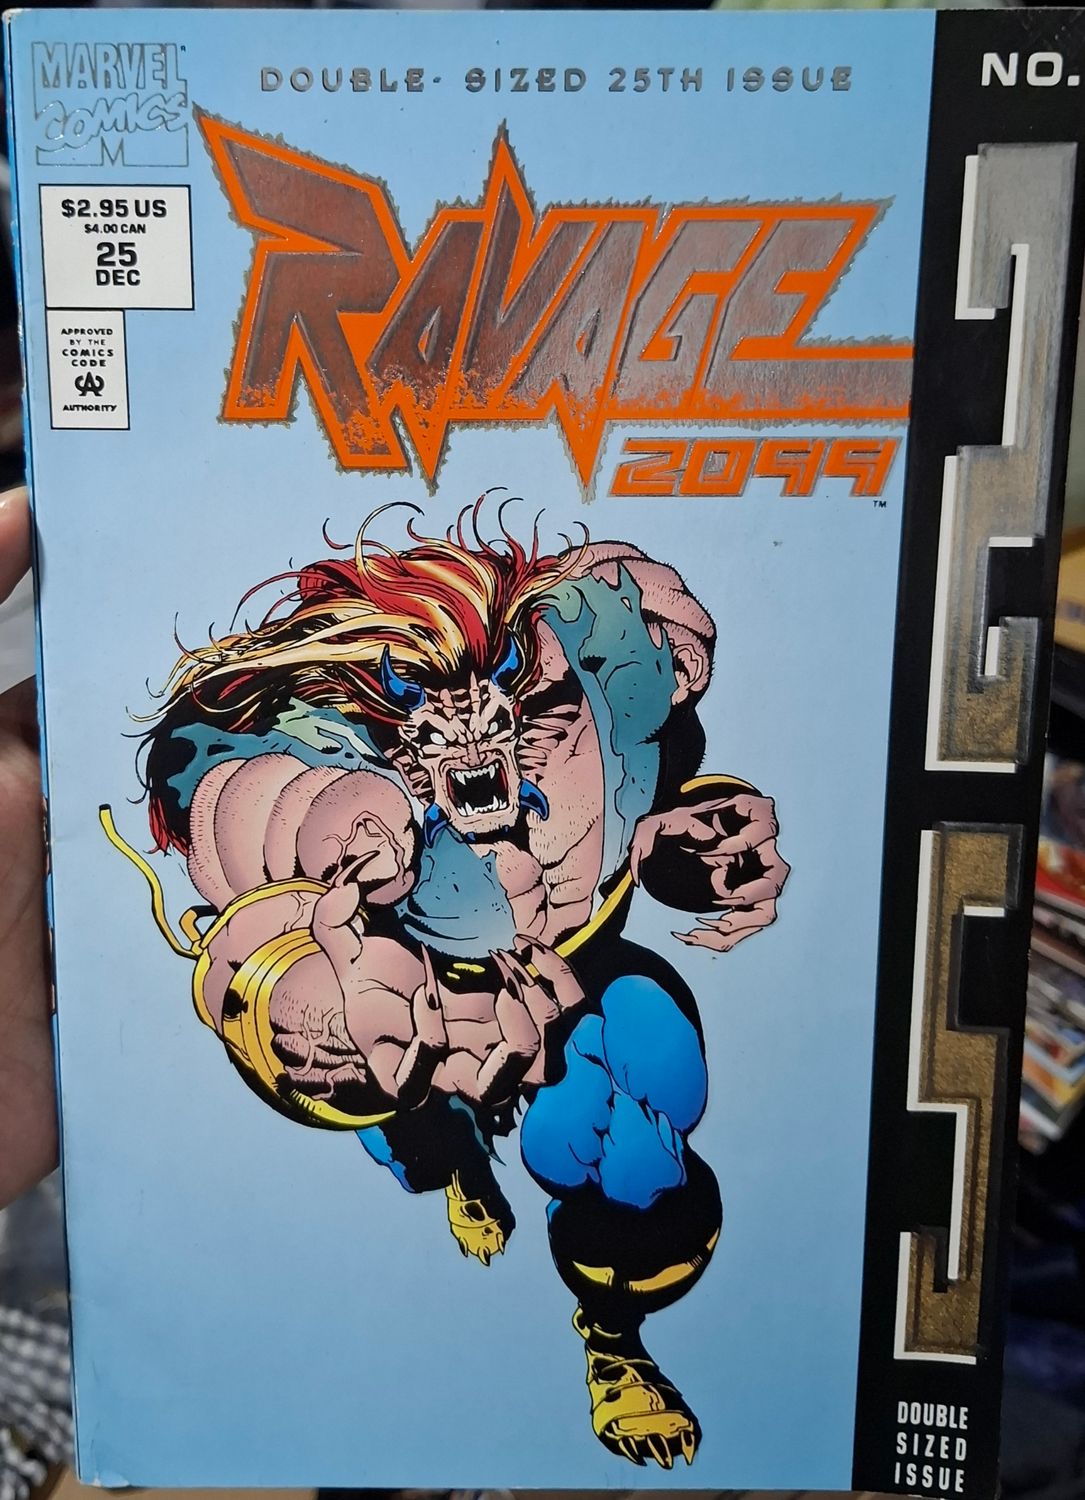 MARVEL
COMICS
M
DOUBLE- SIZED 25TH ISSUE
NO.
25
$2.95 US
$4.00 CAN
25
DEC
APPROVED
BY THE
COMICS
CODE
CA
AUTHORITY
RAVAGE
2099
™
DOUBLE
SIZED
ISSUE